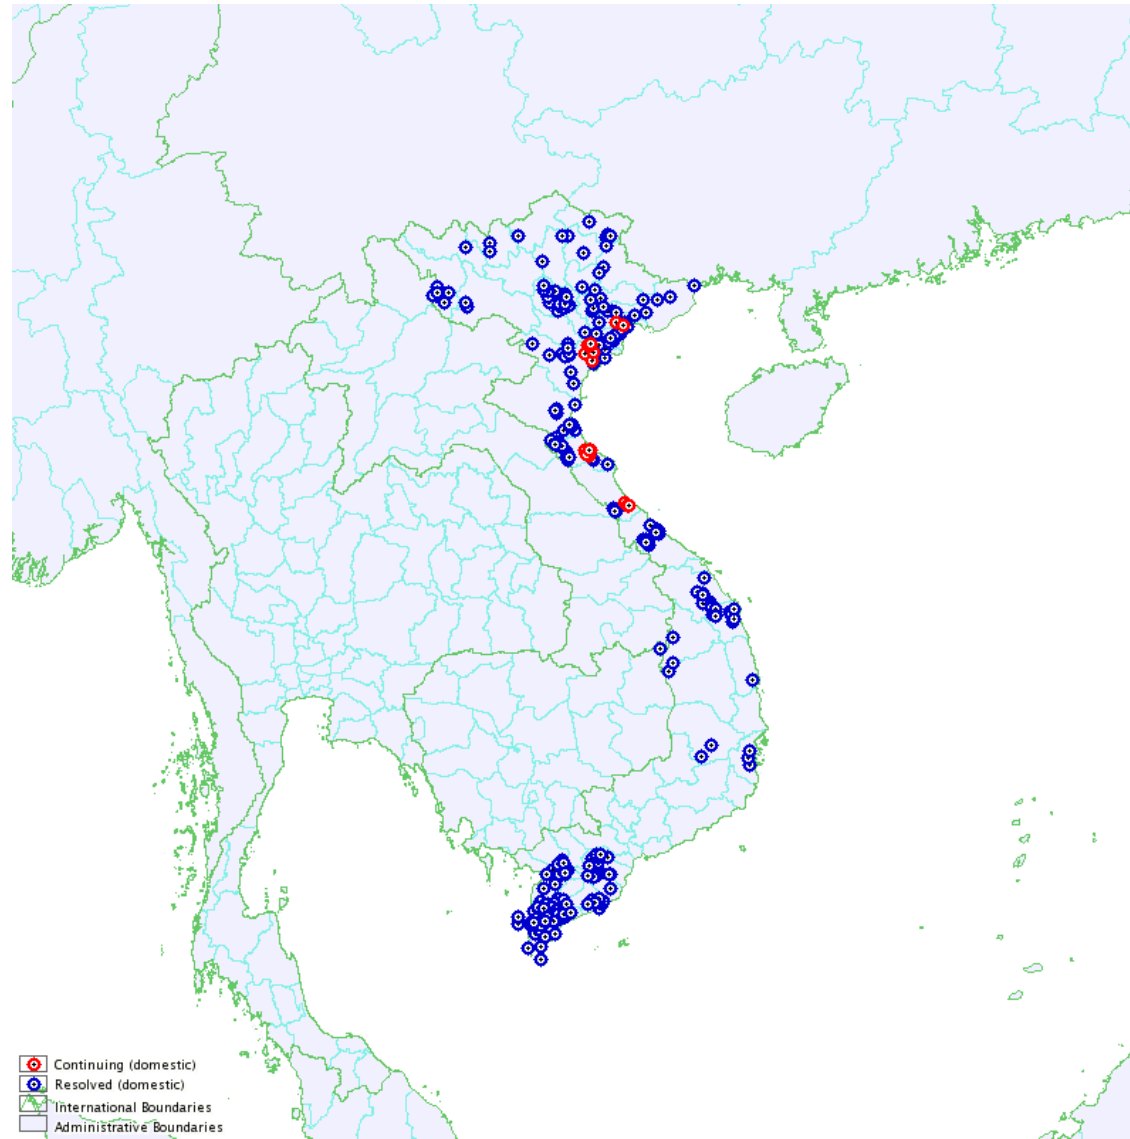 Continuing (domestic)
Resolved (domestic)
International Boundaries
Administrative Boundaries